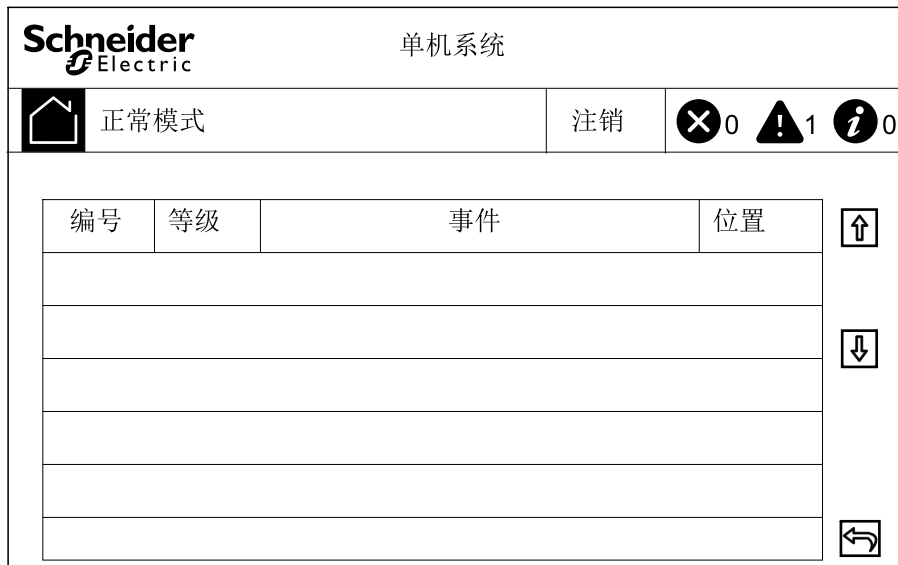 Schneider 单机系统
Electric
正常模式 注销 0 1 0
编号 等级 事件 位置